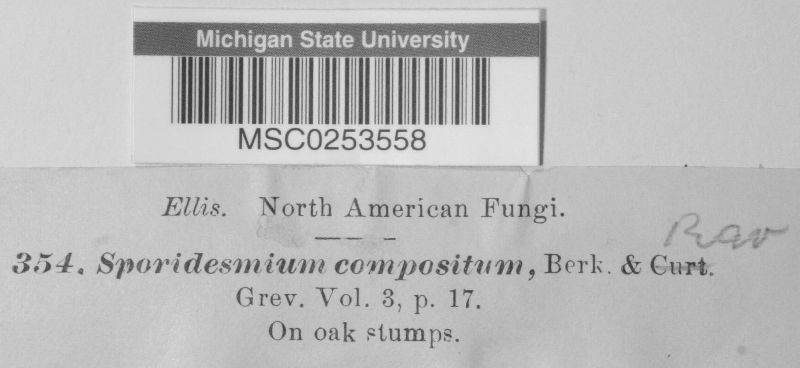 Michigan State University
MSC0253558
Ellis. North American Fungi.
Rav
354. Sporidesmium compositum, Berk. & Curt.
Grev. Vol. 3, p. 17.
On oak stumps.